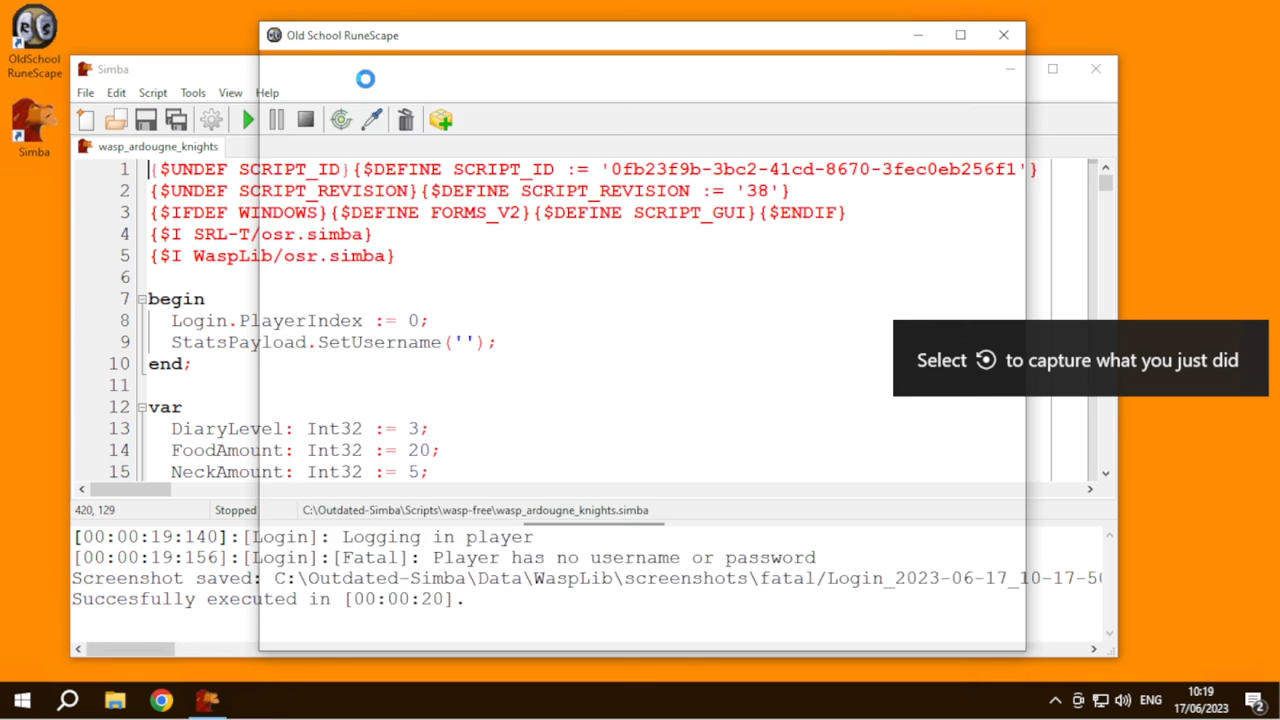 OldSchool
RuneScape
Simba
Old School RuneScape
Simba
File Edit Script Tools View Help
wasp_ardougne_knights
1 {$UNDEF SCRIPT_ID}{$DEFINE SCRIPT_ID := '0fb23f9b-3bc2-41cd-8670-3fec0eb256f1'}
2 {$UNDEF SCRIPT_REVISION}{$DEFINE SCRIPT_REVISION := '38'}
3 {$IFDEF WINDOWS}{$DEFINE FORMS_V2}{$DEFINE SCRIPT_GUI}{$ENDIF}
4 {$I SRL-T/osr.simba}
5 {$I WaspLib/osr.simba}
6
7 begin
8 Login.PlayerIndex := 0;
9 StatsPayload.SetUsername('');
10 end;
11
12 var
13 DiaryLevel: Int32 := 3;
14 FoodAmount: Int32 := 20;
15 NeckAmount: Int32 := 5;
Select to capture what you just did
420, 129 Stopped C:\Outdated-Simba\Scripts\wasp-free\wasp_ardougne_knights.simba
[00:00:19:140]:[Login]: Logging in player
[00:00:19:156]:[Login]:[Fatal]: Player has no username or password
Screenshot saved: C:\Outdated-Simba\Data\WaspLib\screenshots\fatal/Login_2023-06-17_10-17-50
Succesfully executed in [00:00:20].
ENG
10:19
17/06/2023
2